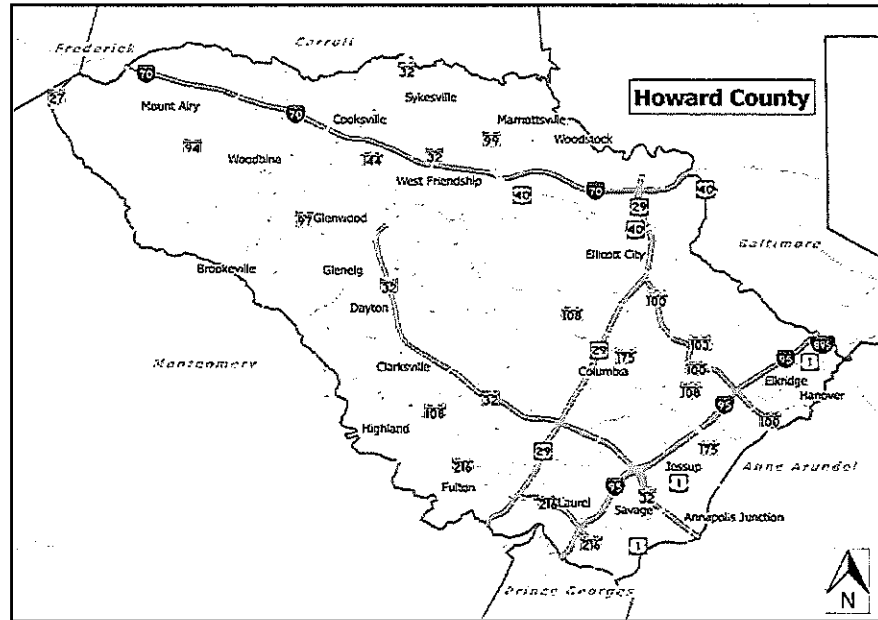 Frederick
Carroll
32
70
27
Mount Airy
Sykesville
Howard County
70
Cooksville
Marriottsville
Woodstock
94
99
Woodbine
144
32
West Friendship
70
40
40
29
97
Glenwood
40
Baltimore
Ellicott City
Brookeville
Glenelg
32
100
Dayton
108
103
95
895
29
175
1
Montgomery
Clarksville
Columbia
100
Elkridge
108
Hanover
32
95
108
100
Highland
29
175
216
Jessup
Anne Arundel
Fulton
95
1
32
216
Laurel
Savage
Annapolis Junction
216
1
Prince Georges
N